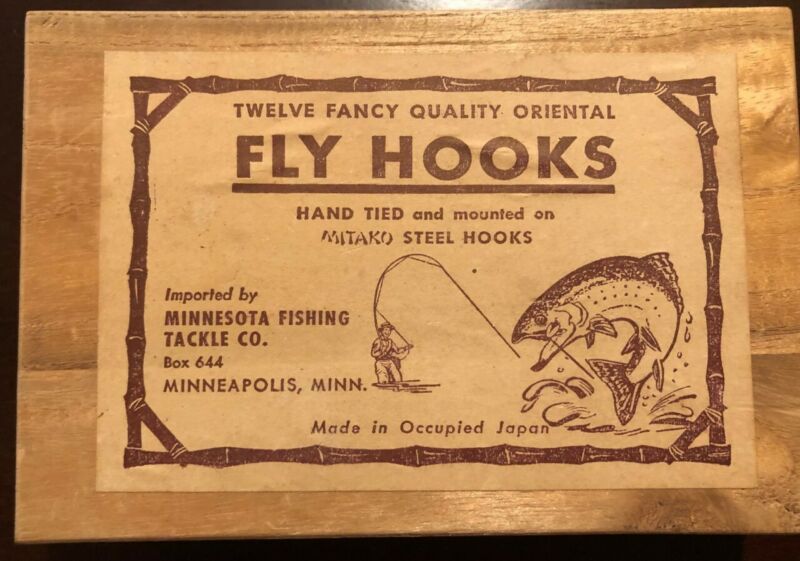 TWELVE FANCY QUALITY ORIENTAL
FLY HOOKS
HAND TIED and mounted on
MITAKO STEEL HOOKS
Imported by
MINNESOTA FISHING
TACKLE CO.
Box 644
MINNEAPOLIS, MINN.
Made in Occupied Japan